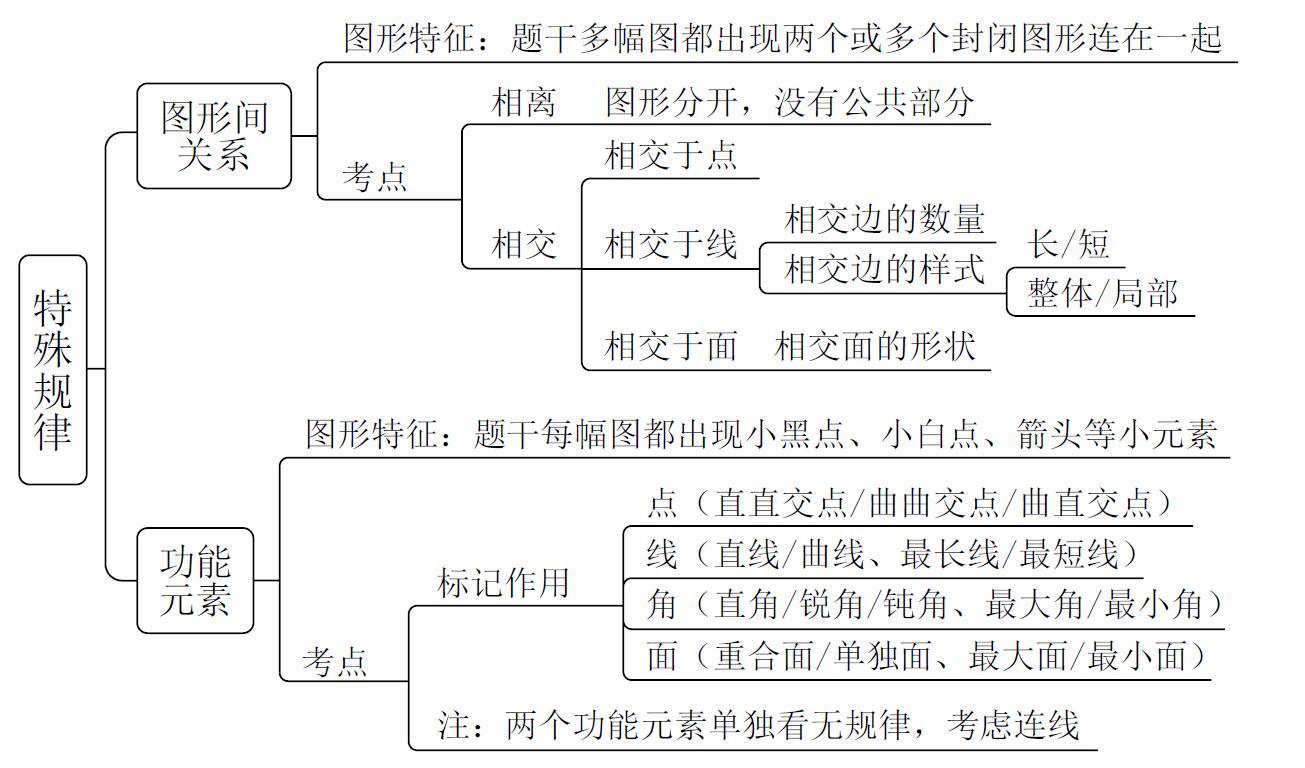 特殊规律
图形间
关系
图形特征：题干多幅图都出现两个或多个封闭图形连在一起
考点
相离 图形分开，没有公共部分
相交
相交于点
相交于线
相交边的数量
相交边的样式
长/短
整体/局部
相交于面 相交面的形状
功能
元素
图形特征：题干每幅图都出现小黑点、小白点、箭头等小元素
考点
标记作用
点（直直交点/曲曲交点/曲直交点）
线（直线/曲线、最长线/最短线）
角（直角/锐角/钝角、最大角/最小角）
面（重合面/单独面、最大面/最小面）
注：两个功能元素单独看无规律，考虑连线